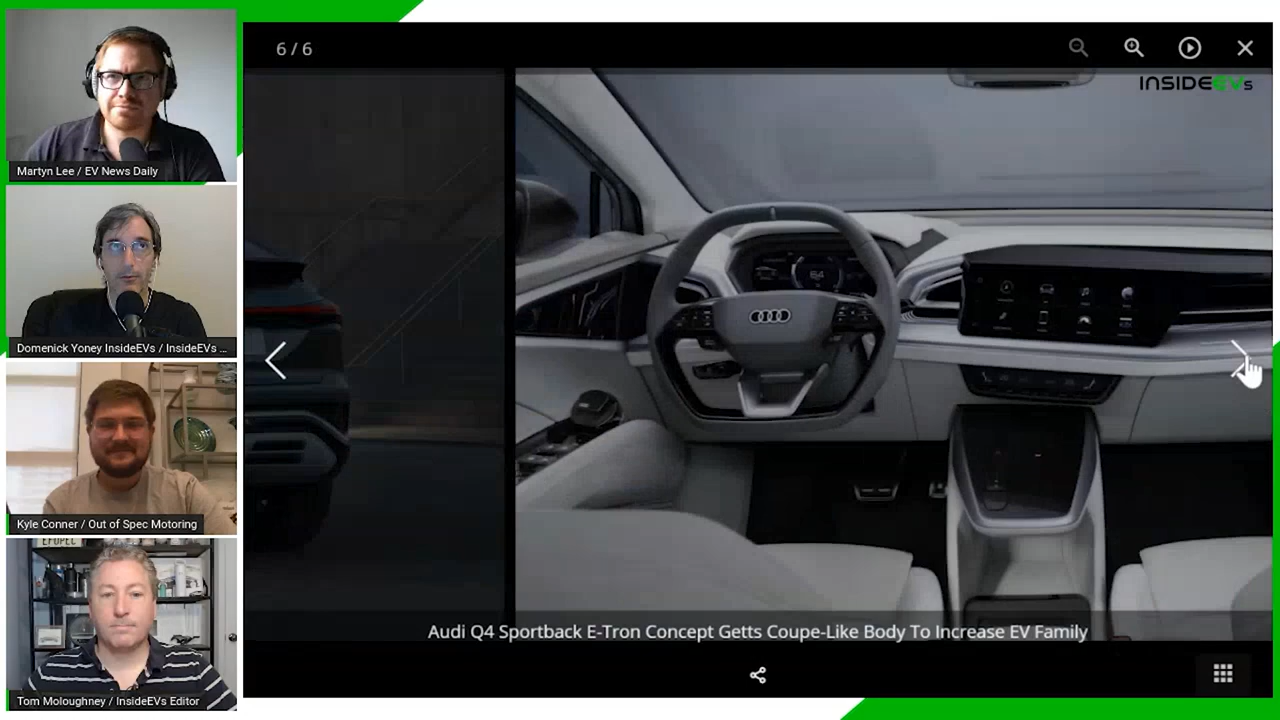 Martyn Lee / EV News Daily
Domenick Yoney InsideEVs / InsideEVs ...
Kyle Conner / Out of Spec Motoring
Tom Moloughney / InsideEVs Editor
6 / 6
INSIDEEVs
64
Audi Q4 Sportback E-Tron Concept Getts Coupe-Like Body To Increase EV Family